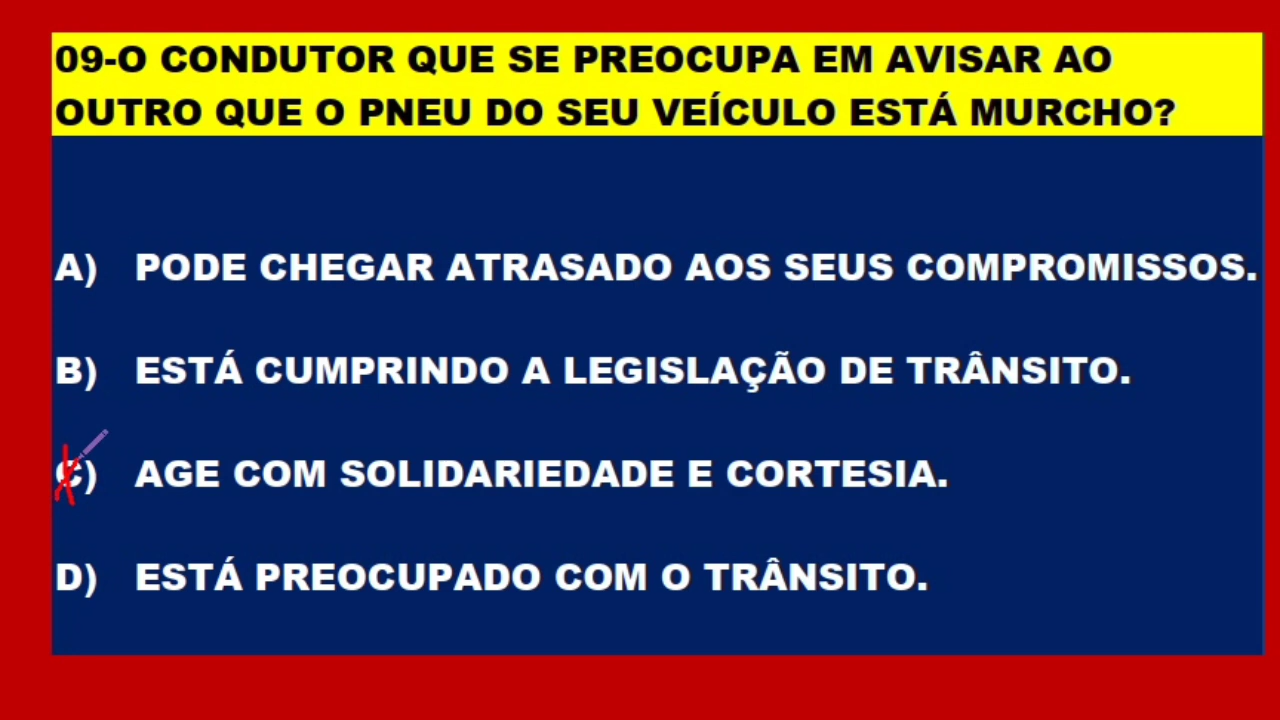 09-O CONDUTOR QUE SE PREOCUPA EM AVISAR AO
OUTRO QUE O PNEU DO SEU VEÍCULO ESTÁ MURCHO?
A) PODE CHEGAR ATRASADO AOS SEUS COMPROMISSOS.
B) ESTÁ CUMPRINDO A LEGISLAÇÃO DE TRÂNSITO.
C) AGE COM SOLIDARIEDADE E CORTESIA.
D) ESTÁ PREOCUPADO COM O TRÂNSITO.